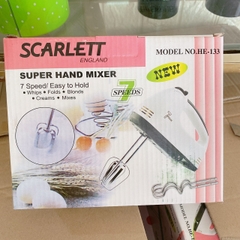 SCARLETT
ENGLAND
MODEL NO.HE-133
SUPER HAND MIXER
7 Speed/ Easy to Hold
• Whips • Folds • Blends
• Creams • Mixes
7
SPEEDS
NEW